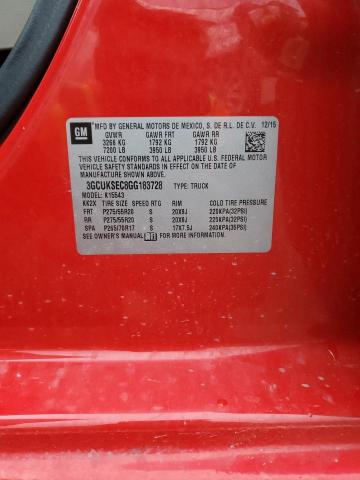 GM
MFD BY GENERAL MOTORS DE MEXICO, S. DE R.L. DE C.V. 12/15
GVWR GAWR FRT GAWR RR
3266 KG 1792 KG 1792 KG
7200 LB 3950 LB 3950 LB
THIS VEHICLE CONFORMS TO ALL APPLICABLE U.S. FEDERAL MOTOR
VEHICLE SAFETY STANDARDS IN EFFECT ON THE DATE OF
MANUFACTURE SHOWN ABOVE.
3GCUKSEC8GG183728 TYPE: TRUCK
MODEL: K15543
KK2X TIRE SIZE SPEED RTG RIM COLD TIRE PRESSURE
FRT P275/55R20 S 20X9J 220KPA(32PSI)
RR P275/55R20 S 20X9J 220KPA(32PSI)
SPA P265/70R17 S 17X7.5J 240KPA(35PSI)
SEE OWNER MANUAL FOR MORE INFORMATION.